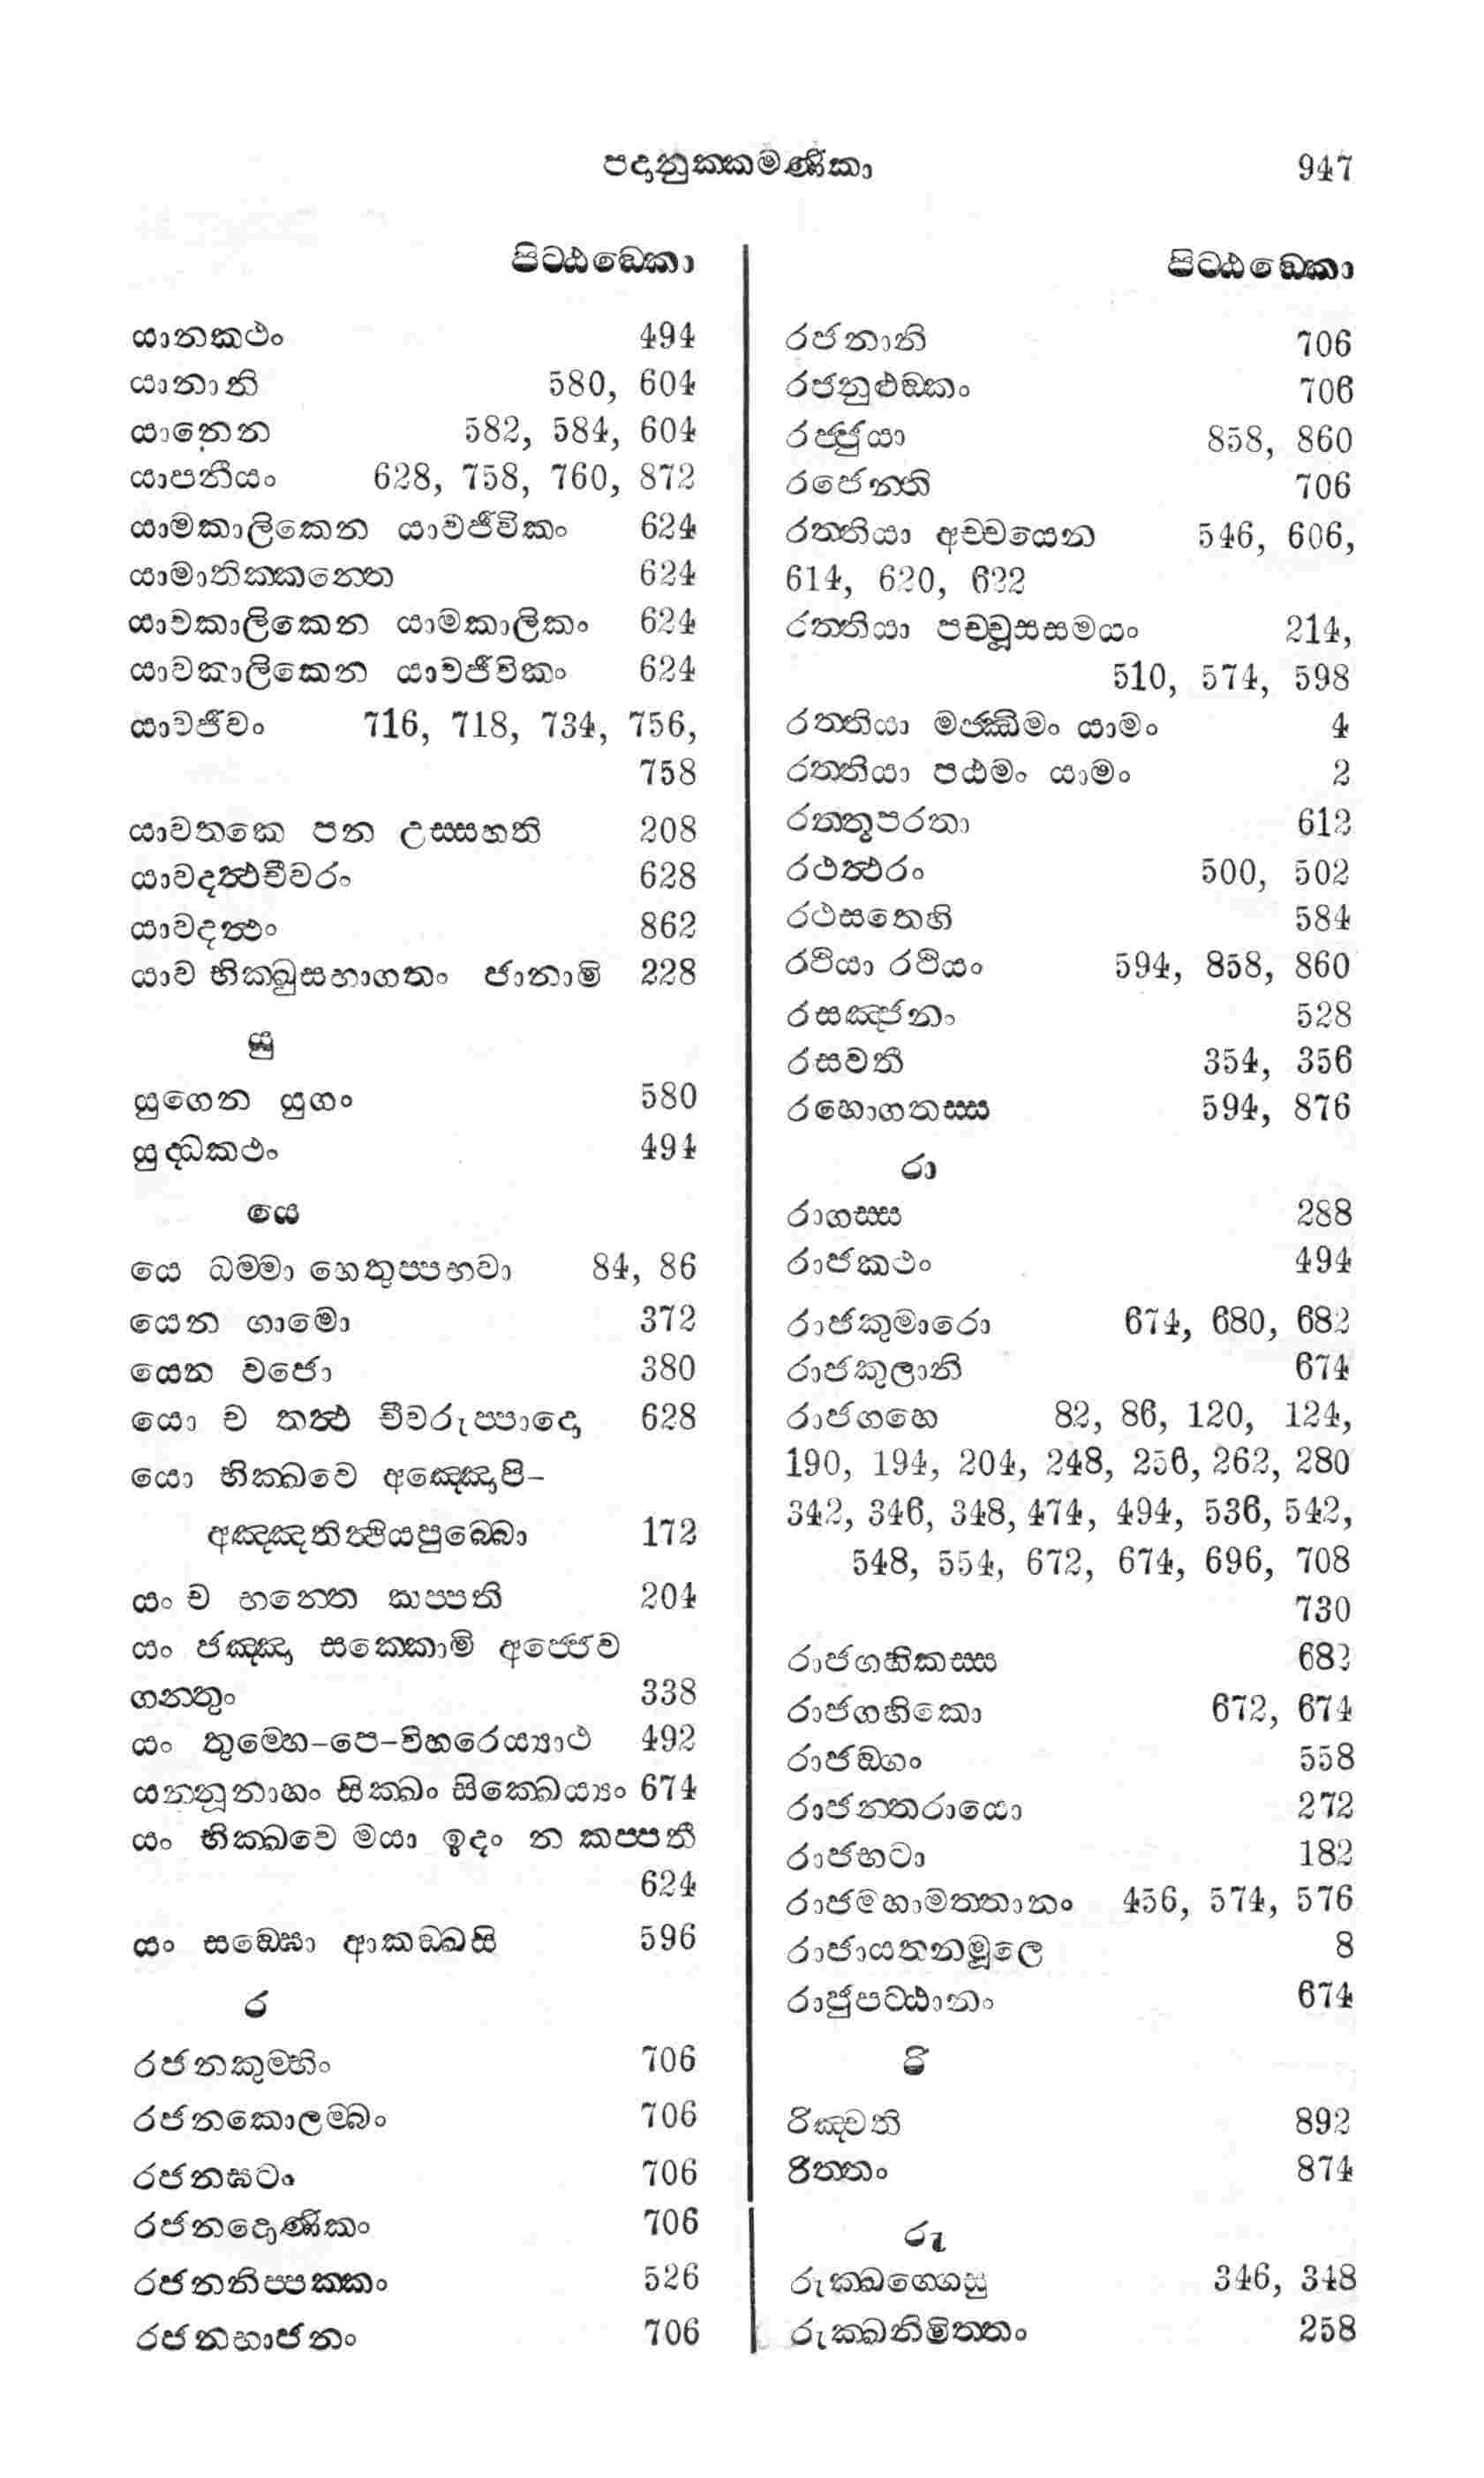 පදානුක්කමණිකා 947
පිට්ඨඞ්කො
යානකථං 494
යානානි 580, 604
යානෙන 582, 584, 604
යාපනීයං 628, 758, 760, 872
යාමකාලිකෙන යාවජීවිකං 624
යාමාතික්කන්තෙ 624
යාවකාලිකෙන යාමකාලිකං 624
යාවකාලිකෙන යාවජීවිකං 624
යාවජීවං 716, 718, 734, 756,
758
යාවතකෙ පන උස්සහති 208
යාවදත්ථචීවරං 628
යාවදත්ථං 862
යාව භික්ඛුසභාගතං ජානාමි 228
යු
යුගෙන යුගං 580
යුද්ධකථං 494
යෙ
යෙ ධම්මා හෙතුප්පභවා 84, 86
යෙන ගාමො 372
යෙන වජො 380
යො ච තත්ථ චීවරුප්පාදො 628
යො භික්ඛවෙ අඤ්ඤොපි-
අඤ්ඤතිත්ථියපුබ්බො 172
යං ච භන්තෙ කප්පති 204
යං ජඤ්ඤා සක්කොමි අජ්ජෙව
ගන්තුං 338
යං තුම්හෙ-පෙ-විහරෙය්‍යාථ 492
යන්නූනාහං සික්ඛං සික්ඛෙය්‍යං 674
යං භික්ඛවෙ මයා ඉදං න කප්පතී
624
යං සඞ්ඝො ආකඞ්ඛසි 596
ර
රජනකුම්භිං 706
රජනකොලම්බං 706
රජනඝටං 706
රජනදොණිකං 706
රජනනිප්පක්කං 526
රජනභාජනං 706
පිට්ඨඞ්කො
රජනානි 706
රජනුළුඞ්කං 706
රජ්ජුයා 858, 860
රජෙන්ති 706
රත්තියා අච්චයෙන 546, 606,
614, 620, 622
රත්තියා පච්චූසසමයං 214,
510, 574, 598
රත්තියා මජ්ඣිමං යාමං 4
රත්තියා පඨමං යාමං 2
රත්තූපරතා 612
රථත්ථරං 500, 502
රථසතෙහි 584
රථියා රථියං 594, 858, 860
රසඤ්ජනං 528
රසවතී 354, 356
රහොගතස්ස 594, 876
රා
රාගස්ස 288
රාජකථං 494
රාජකුමාරො 674, 680, 682
රාජකුලානි 674
රාජගහෙ 82, 86, 120, 124,
190, 194, 204, 248, 256, 262, 280
342, 346, 348, 474, 494, 536, 542,
548, 554, 672, 674, 696, 708
730
රාජගහිකස්ස 682
රාජගහිකො 672, 674
රාජඞ්ගං 558
රාජන්තරායො 272
රාජභටා 182
රාජමහාමත්තානං 456, 574, 576
රාජායතනමූලෙ 8
රාජුපට්ඨානං 674
රි
රිඤ්චති 892
රිත්තං 874
රු
රුක්ඛග්ගෙසු 346, 348
රුක්ඛනිමිත්තං 258